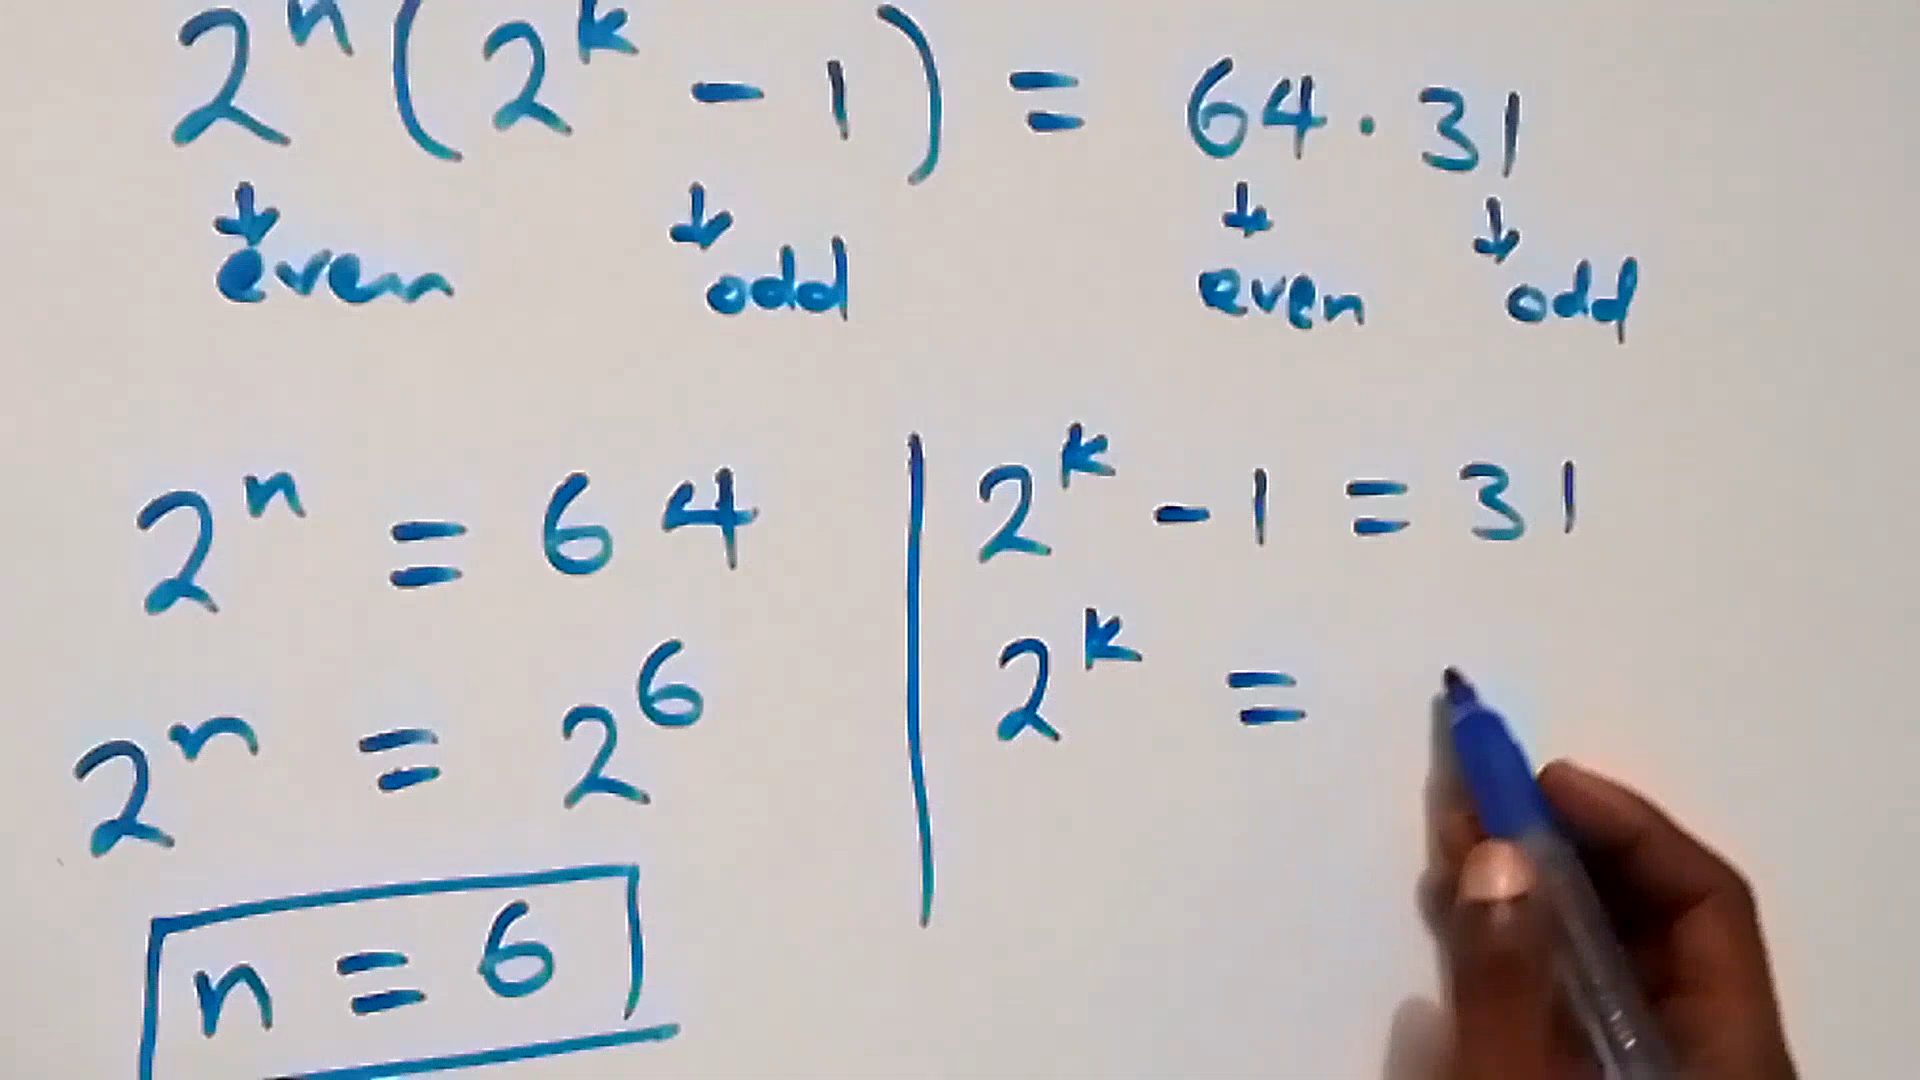 2^n (2^k - 1) = 64 · 31
↓ ↓ ↓ ↓
even odd even odd
2^n = 64
2^n = 2^6
n = 6
2^k - 1 = 31
2^k =